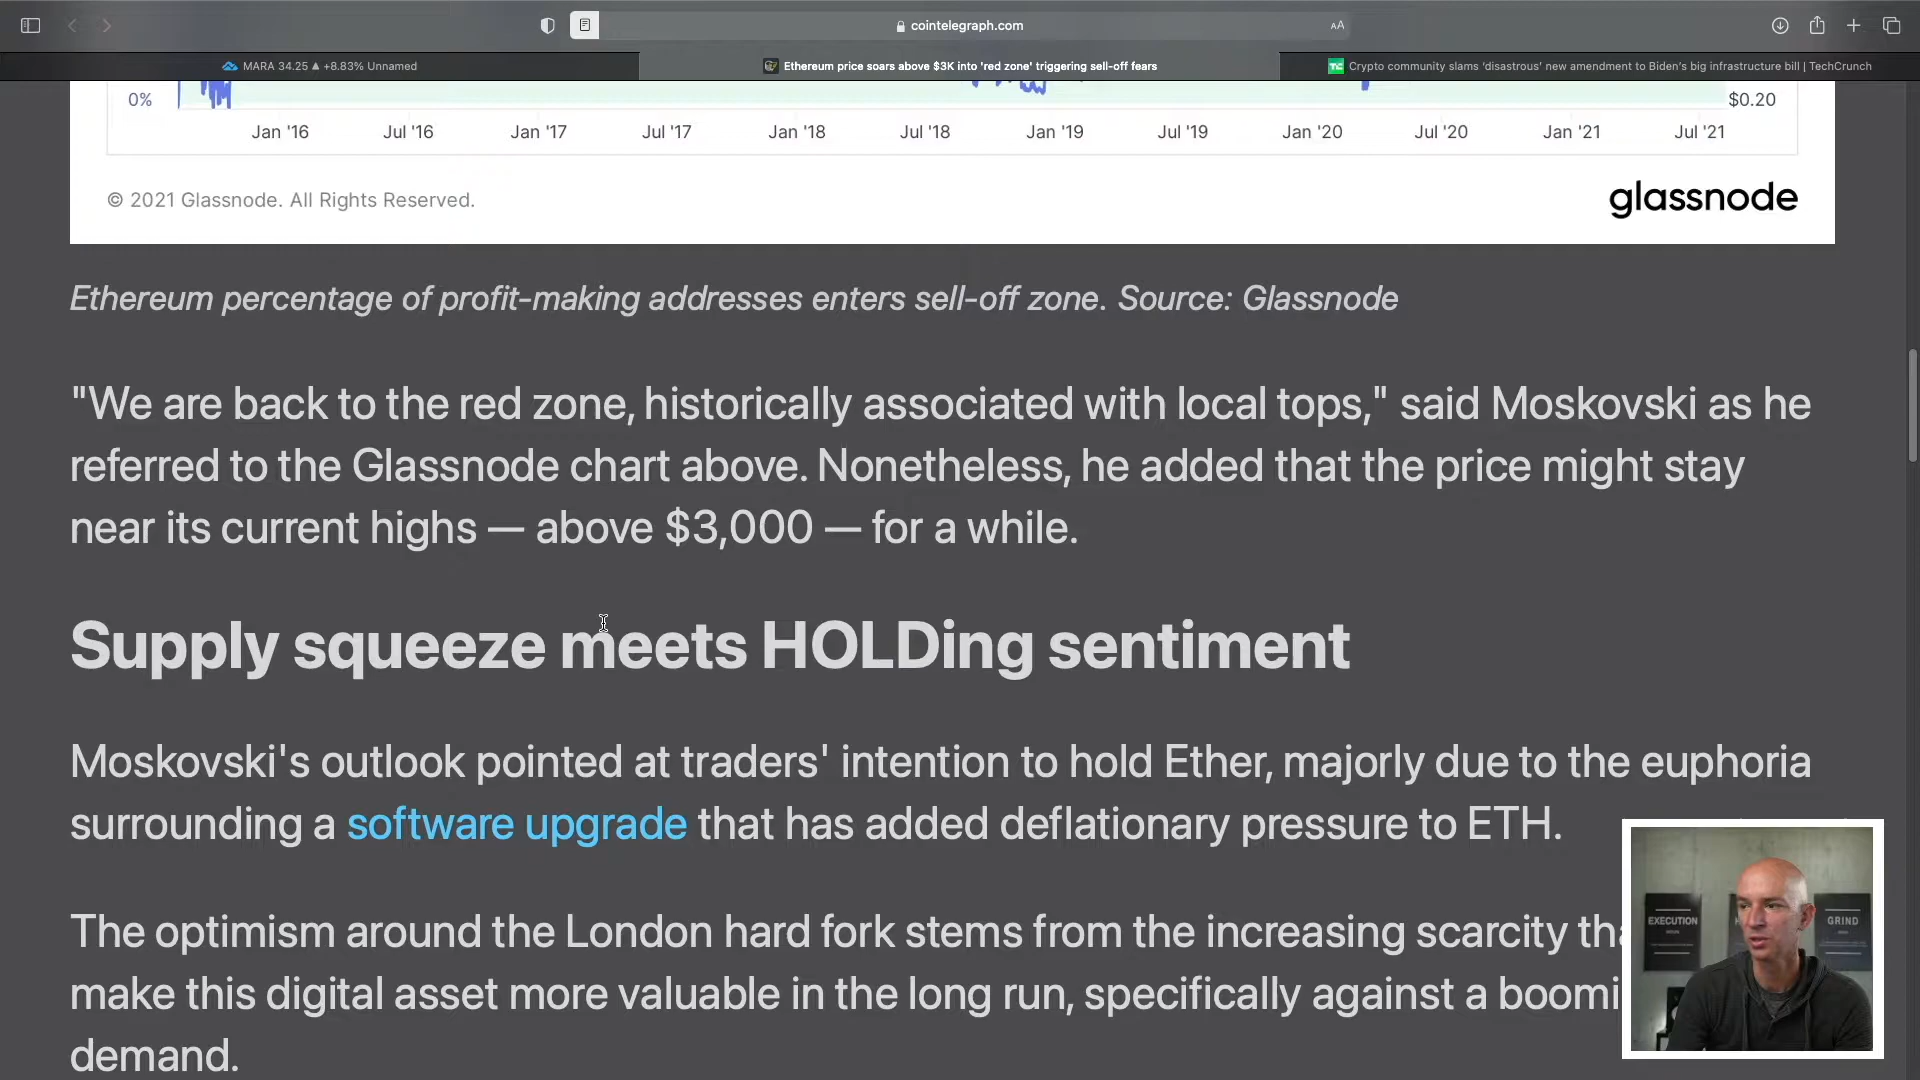 cointelegraph.com
AA
MARA 34.25 ▲ +8.83% Unnamed
Ethereum price soars above $3K into 'red zone' triggering sell-off fears
Crypto community slams 'disastrous' new amendment to Biden's big infrastructure bill | TechCrunch
0%
$0.20
Jan '16 Jul '16 Jan '17 Jul '17 Jan '18 Jul '18 Jan '19 Jul '19 Jan '20 Jul '20 Jan '21 Jul '21
© 2021 Glassnode. All Rights Reserved.
glassnode
Ethereum percentage of profit-making addresses enters sell-off zone. Source: Glassnode
"We are back to the red zone, historically associated with local tops," said Moskovski as he
referred to the Glassnode chart above. Nonetheless, he added that the price might stay
near its current highs — above $3,000 — for a while.
Supply squeeze meets HOLDing sentiment
Moskovski's outlook pointed at traders' intention to hold Ether, majorly due to the euphoria
surrounding a software upgrade that has added deflationary pressure to ETH.
The optimism around the London hard fork stems from the increasing scarcity tha
make this digital asset more valuable in the long run, specifically against a boomi
demand.
EXECUTION
GRIND